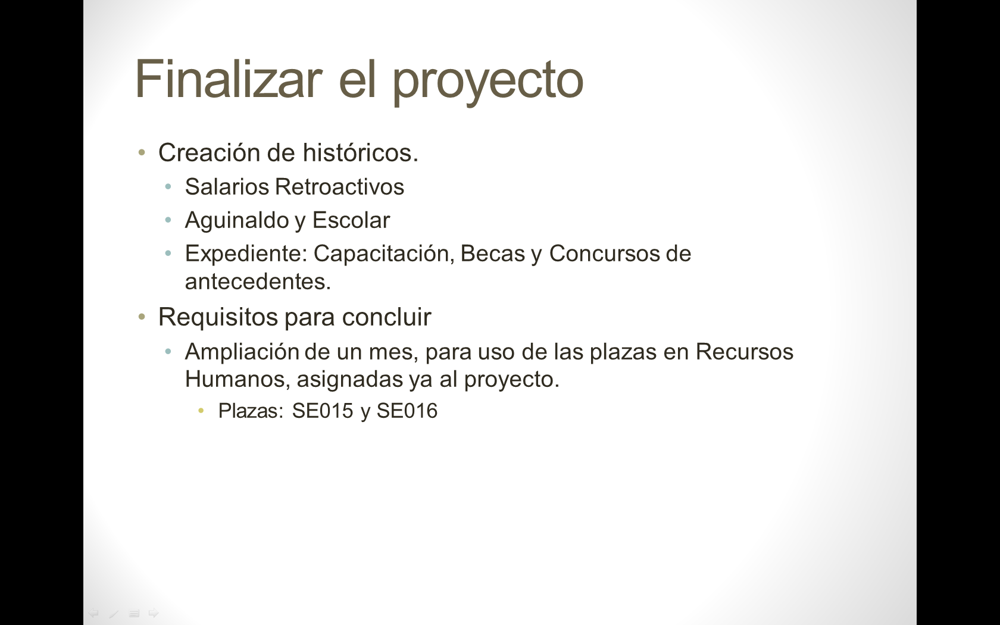 Finalizar el proyecto
• Creación de históricos.
• Salarios Retroactivos
• Aguinaldo y Escolar
• Expediente: Capacitación, Becas y Concursos de
antecedentes.
• Requisitos para concluir
• Ampliación de un mes, para uso de las plazas en Recursos
Humanos, asignadas ya al proyecto.
• Plazas: SE015 y SE016